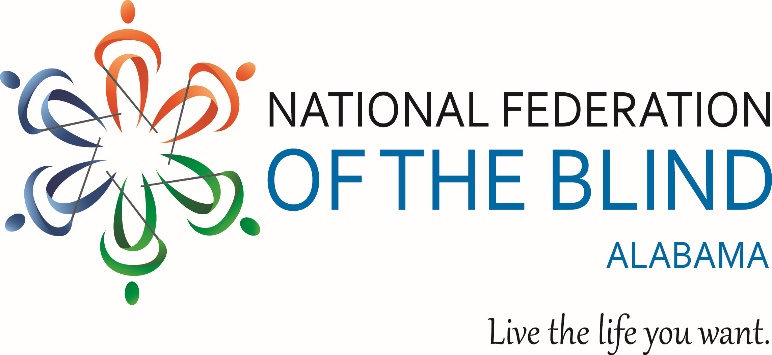 NATIONAL FEDERATION
OF THE BLIND
ALABAMA
Live the life you want.